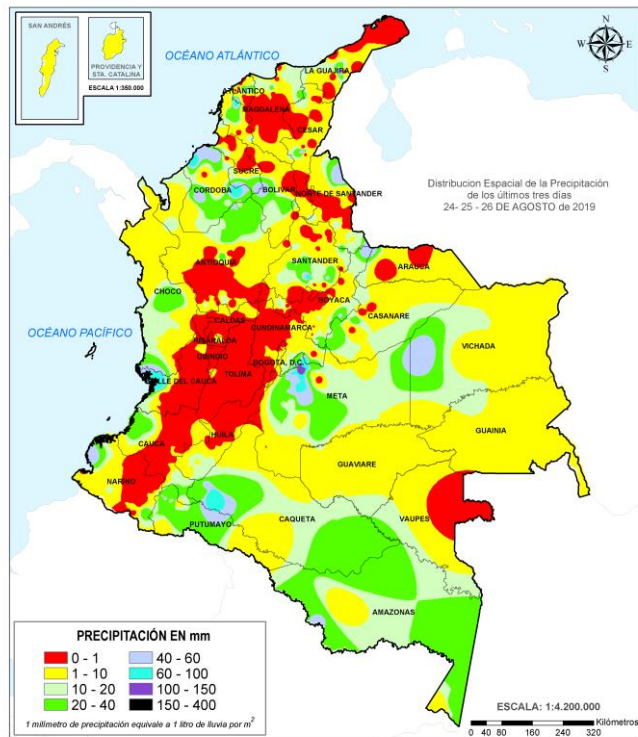 SAN ANDRÉS
PROVIDENCIA Y
STA. CATALINA
ESCALA 1:350.000
OCÉANO ATLÁNTICO
N
W
E
S
LA GUAJIRA
ATLÁNTICO
MAGDALENA
CESAR
SUCRE
CORDOBA
BOLIVAR
NORTE DE SANTANDER
Distribucion Espacial de la Precipitación
de los últimos tres días
24- 25 - 26 DE AGOSTO de 2019
ANTIOQUIA
SANTANDER
ARAUCA
CHOCO
BOYACA
CASANARE
OCÉANO PACÍFICO
CALDAS
CUNDINAMARCA
RISARALDA
VICHADA
QUINDIO
BOGOTA, D.C.
VALLE DEL CAUCA
TOLIMA
META
GUAINIA
CAUCA
HUILA
GUAVIARE
NARIÑO
CAQUETA
VAUPES
PUTUMAYO
AMAZONAS
PRECIPITACIÓN EN mm
0 - 1
40 - 60
1 - 10
60 - 100
10 - 20
100 - 150
20 - 40
150 - 400
1 milimetro de precipitación equivale a 1 litro de lluvia por m2
ESCALA: 1:4.200.000
Kilómetros
0 40 80 160 240 320